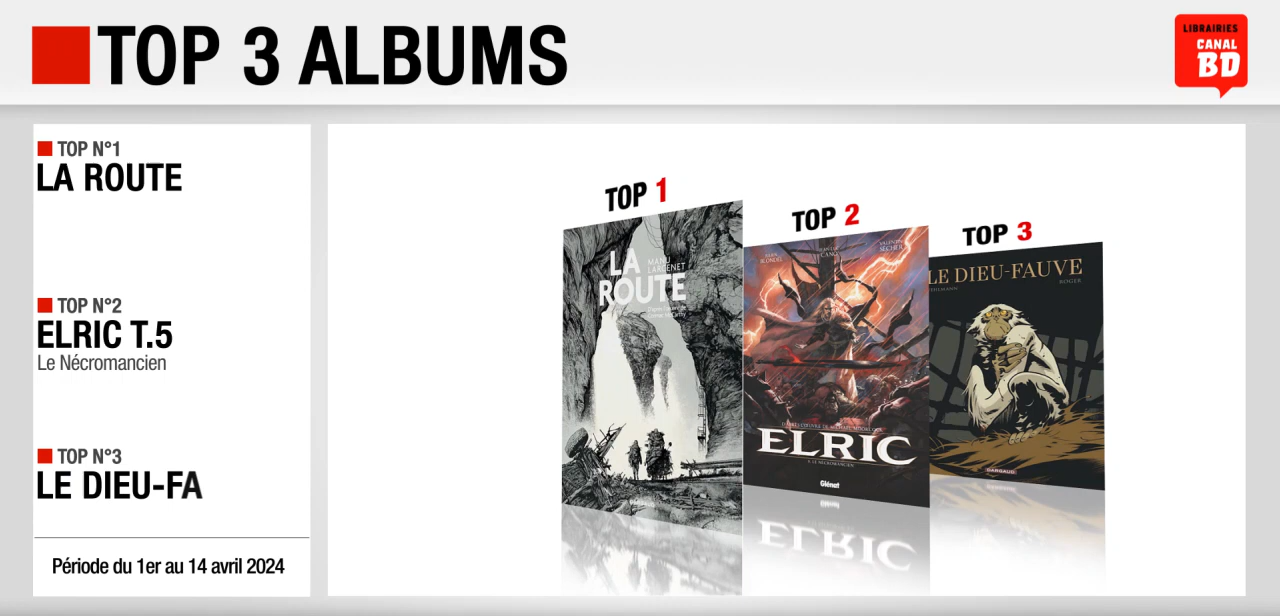 TOP 3 ALBUMS
LIBRAIRIES
CANAL
BD
TOP N°1
LA ROUTE
TOP N°2
ELRIC T.5
Le Nécromancien
TOP N°3
LE DIEU-FA
Période du 1er au 14 avril 2024
TOP 1
LA
ROUTE
MANU
LARCENET
TOP 2
ELRIC
Glénat
TOP 3
LE DIEU-FAUVE
ROGER
DARGAUD